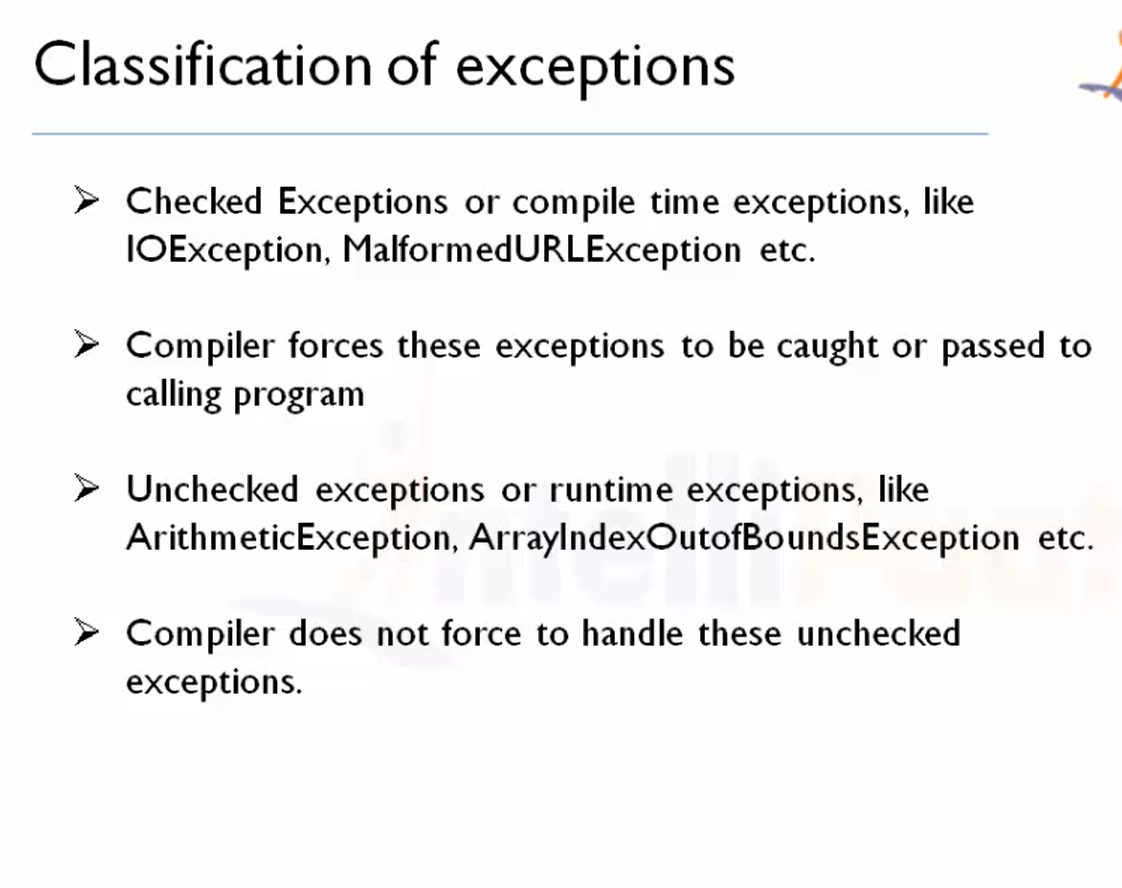 Classification of exceptions
➢ Checked Exceptions or compile time exceptions, like
IOException, MalformedURLException etc.
➢ Compiler forces these exceptions to be caught or passed to
calling program
➢ Unchecked exceptions or runtime exceptions, like
ArithmeticException, ArrayIndexOutofBoundsException etc.
➢ Compiler does not force to handle these unchecked
exceptions.